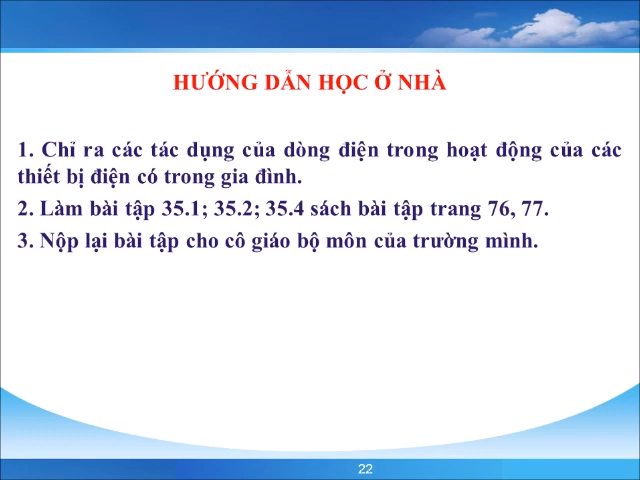 HƯỚNG DẪN HỌC Ở NHÀ
1. Chỉ ra các tác dụng của dòng điện trong hoạt động của các
thiết bị điện có trong gia đình.
2. Làm bài tập 35.1; 35.2; 35.4 sách bài tập trang 76, 77.
3. Nộp lại bài tập cho cô giáo bộ môn của trường mình.
22